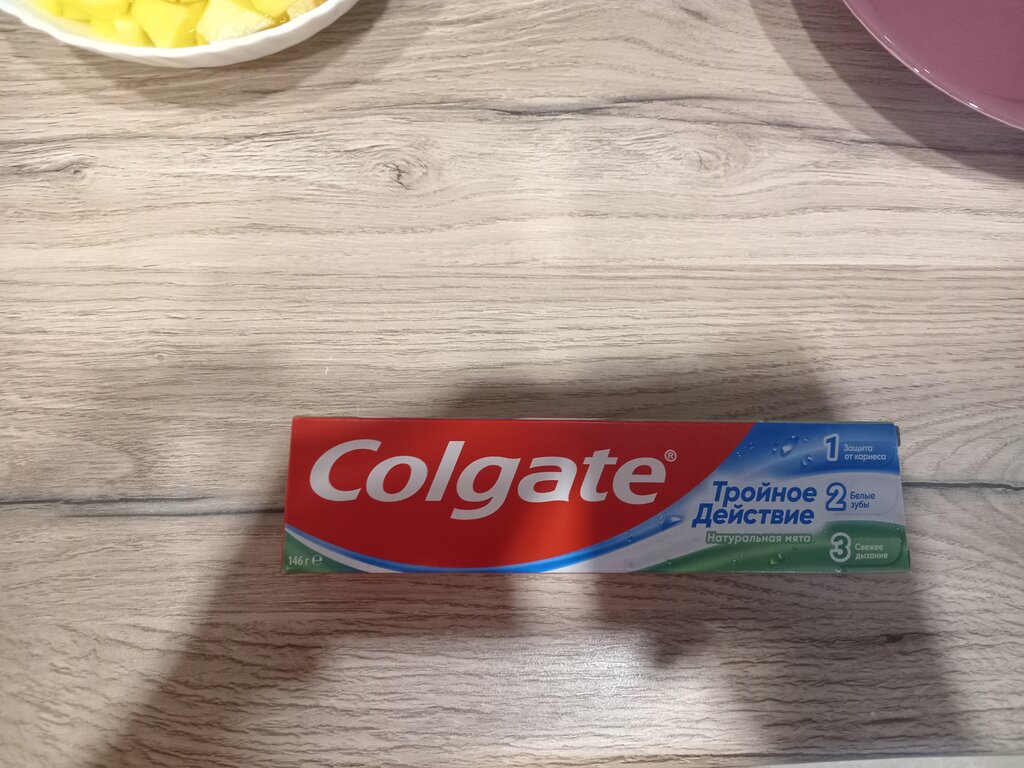 Colgate®
Тройное
Действие
Натуральная мята
1 Защита
от кариеса
2 Белые
зубы
3 Свежее
дыхание
146 г ℮